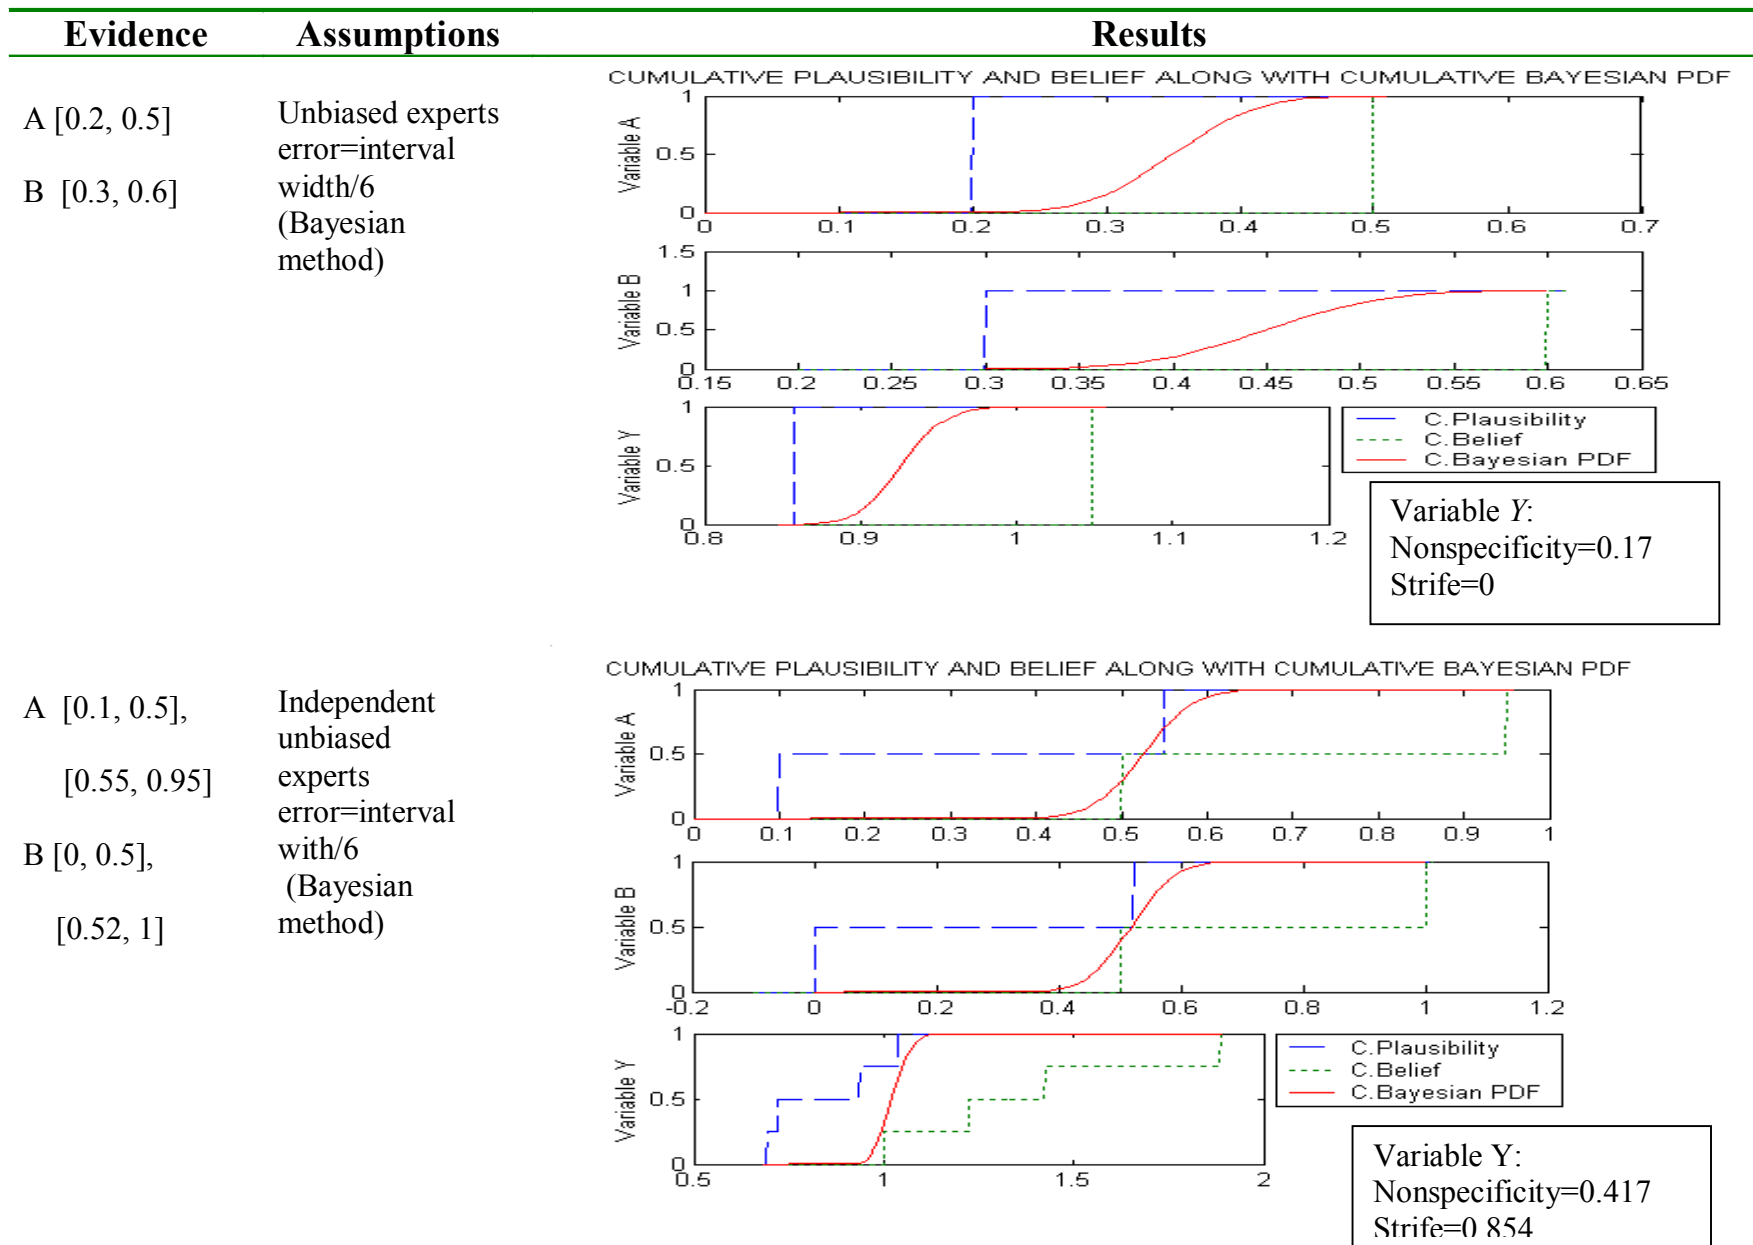 Evidence Assumptions Results
A [0.2, 0.5]
B [0.3, 0.6]
Unbiased experts
error=interval
width/6
(Bayesian
method)
CUMULATIVE PLAUSIBILITY AND BELIEF ALONG WITH CUMULATIVE BAYESIAN PDF
Variable A
1
0.5
0
0 0.1 0.2 0.3 0.4 0.5 0.6 0.7
Variable B
1.5
1
0.5
0
0.15 0.2 0.25 0.3 0.35 0.4 0.45 0.5 0.55 0.6 0.65
Variable Y
1
0.5
0
0.8 0.9 1 1.1 1.2
C.Plausibility
C.Belief
C.Bayesian PDF
Variable Y:
Nonspecificity=0.17
Strife=0
A [0.1, 0.5],
[0.55, 0.95]
B [0, 0.5],
[0.52, 1]
Independent
unbiased
experts
error=interval
with/6
(Bayesian
method)
CUMULATIVE PLAUSIBILITY AND BELIEF ALONG WITH CUMULATIVE BAYESIAN PDF
Variable A
1
0.5
0
0 0.1 0.2 0.3 0.4 0.5 0.6 0.7 0.8 0.9 1
Variable B
1
0.5
0
-0.2 0 0.2 0.4 0.6 0.8 1 1.2
Variable Y
1
0.5
0
0.5 1 1.5 2
C.Plausibility
C.Belief
C.Bayesian PDF
Variable Y:
Nonspecificity=0.417
Strife=0.854